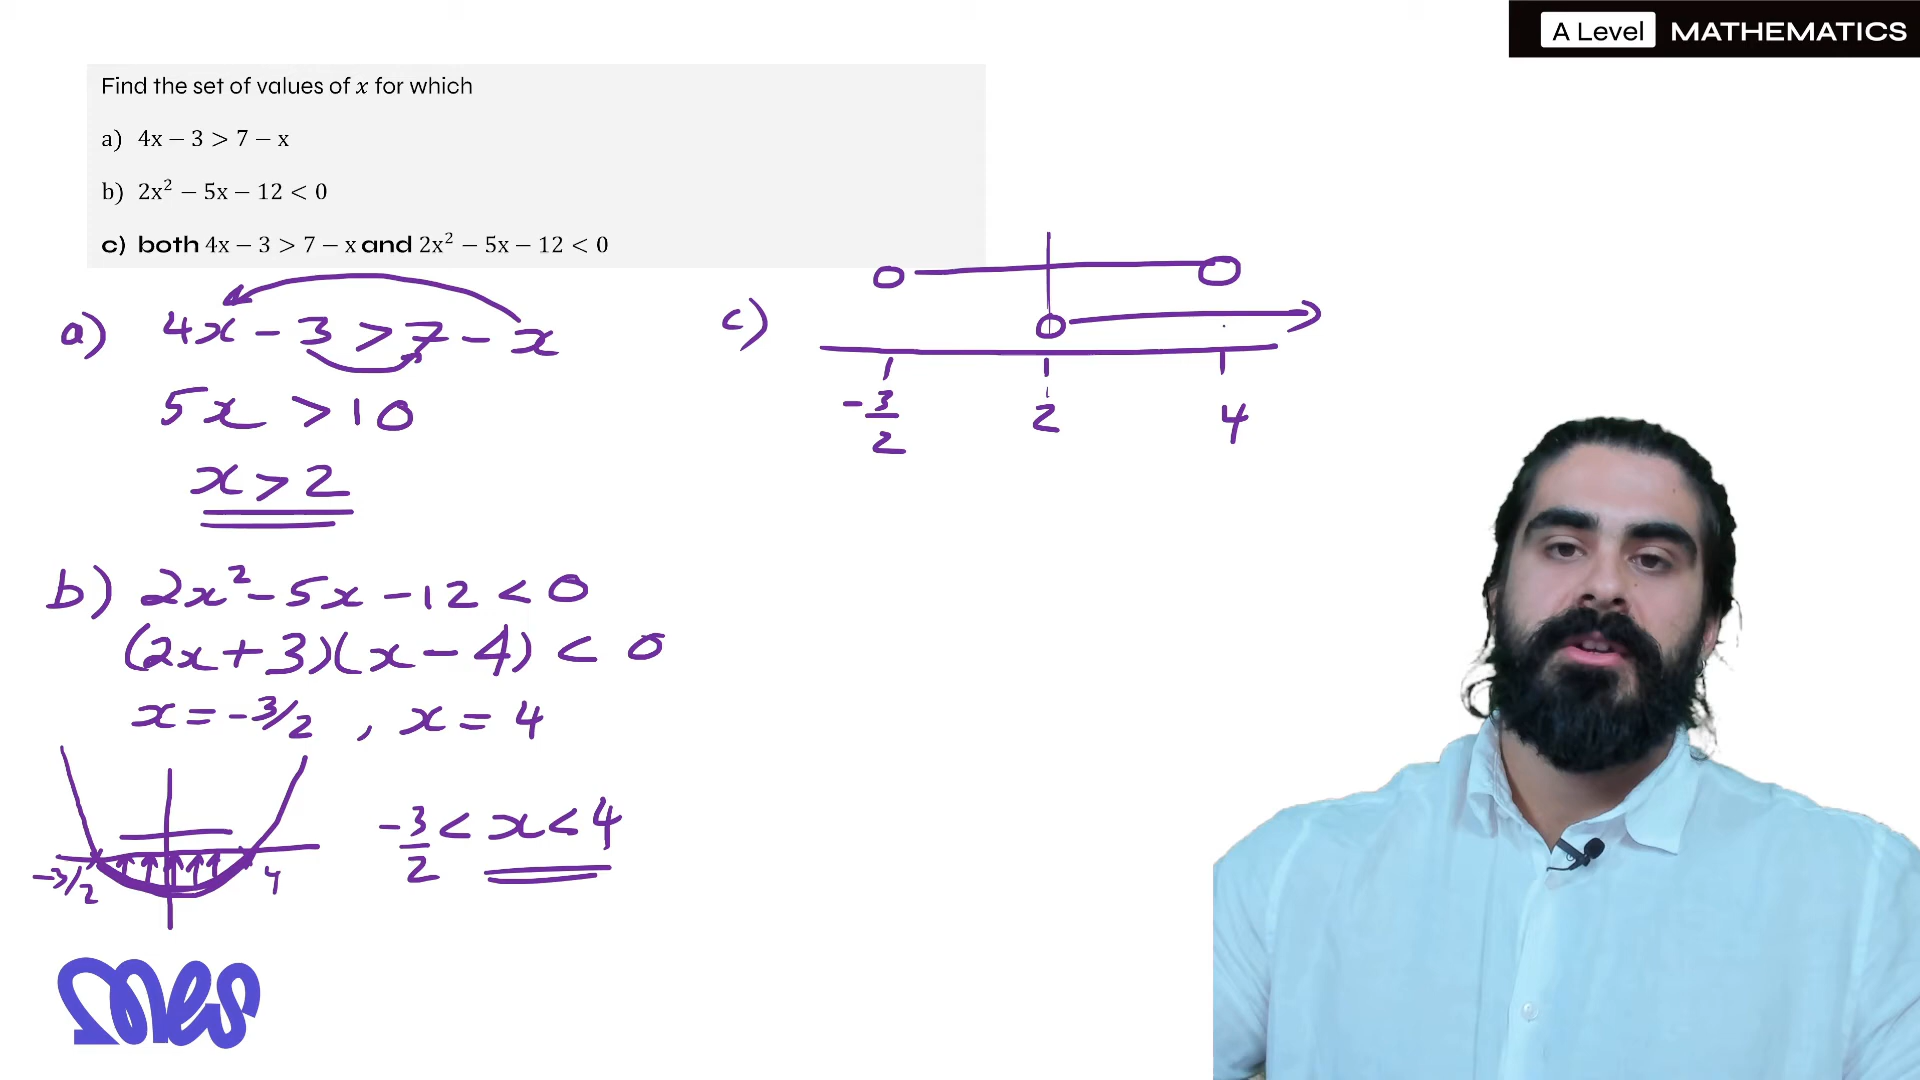 A Level MATHEMATICS
Find the set of values of x for which
a) 4x − 3 > 7 − x
b) 2x² − 5x − 12 < 0
c) both 4x − 3 > 7 − x and 2x² − 5x − 12 < 0
a) 4x − 3 > 7 − x
5x > 10
x > 2
b) 2x² − 5x − 12 < 0
(2x + 3)(x − 4) < 0
x = −3/2 , x = 4
−3/2 4
−3/2 < x < 4
c)
−3/2 2 4
mes